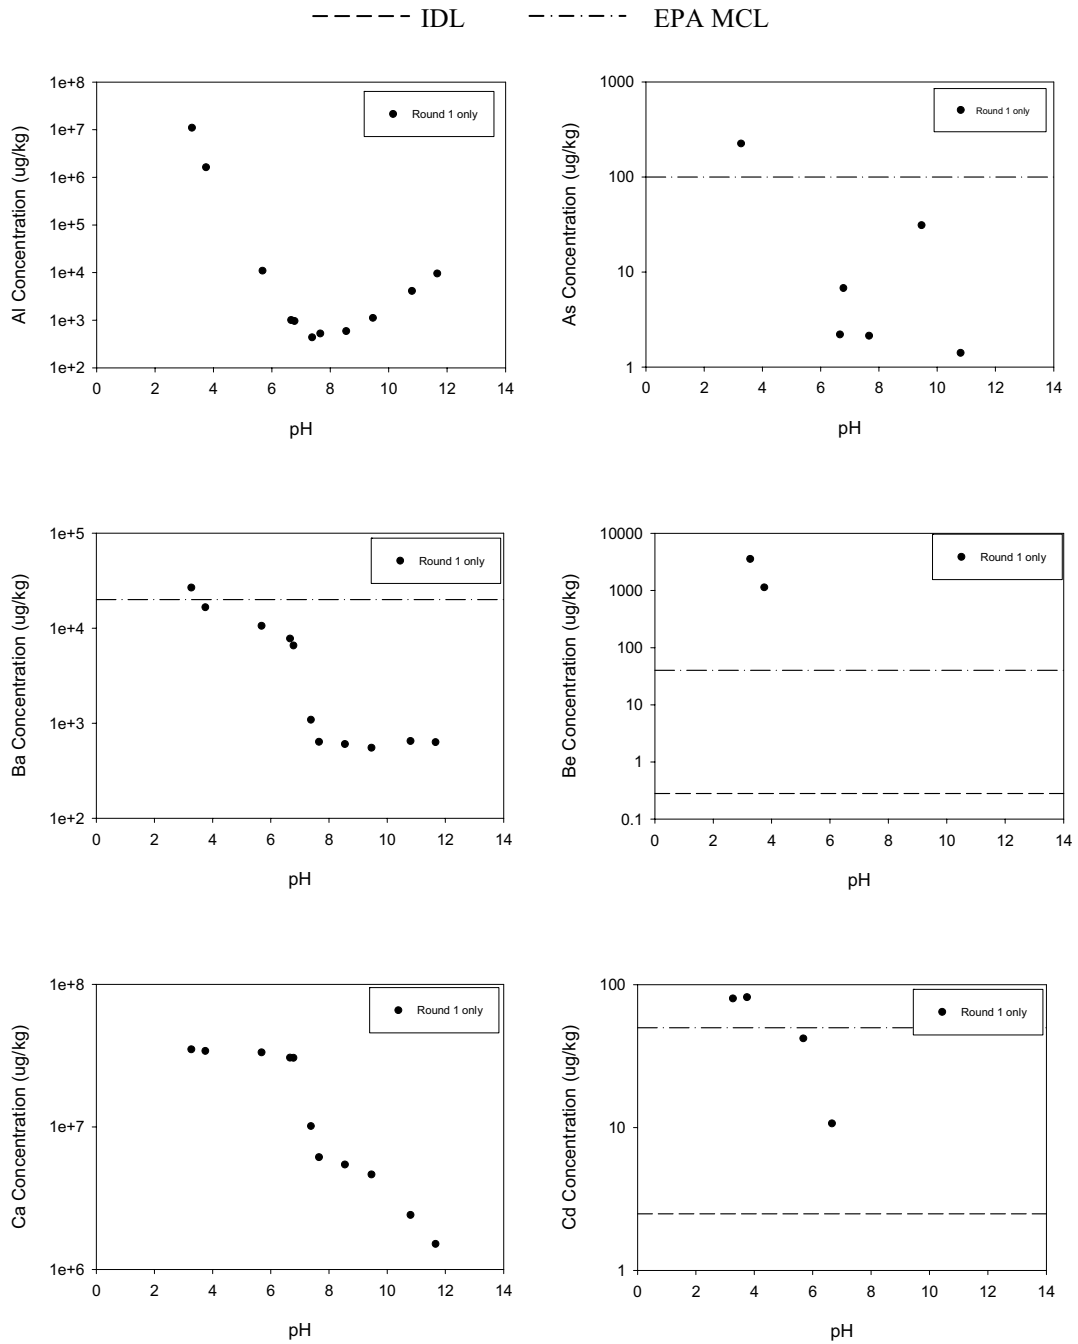 IDL EPA MCL
Al Concentration (ug/kg)
1e+8
1e+7
1e+6
1e+5
1e+4
1e+3
1e+2
0 2 4 6 8 10 12 14
pH
Round 1 only
As Concentration (ug/kg)
1000
100
10
1
0 2 4 6 8 10 12 14
pH
Round 1 only
Ba Concentration (ug/kg)
1e+5
1e+4
1e+3
1e+2
0 2 4 6 8 10 12 14
pH
Round 1 only
Be Concentration (ug/kg)
10000
1000
100
10
1
0.1
0 2 4 6 8 10 12 14
pH
Round 1 only
Ca Concentration (ug/kg)
1e+8
1e+7
1e+6
0 2 4 6 8 10 12 14
pH
Round 1 only
Cd Concentration (ug/kg)
100
10
1
0 2 4 6 8 10 12 14
pH
Round 1 only